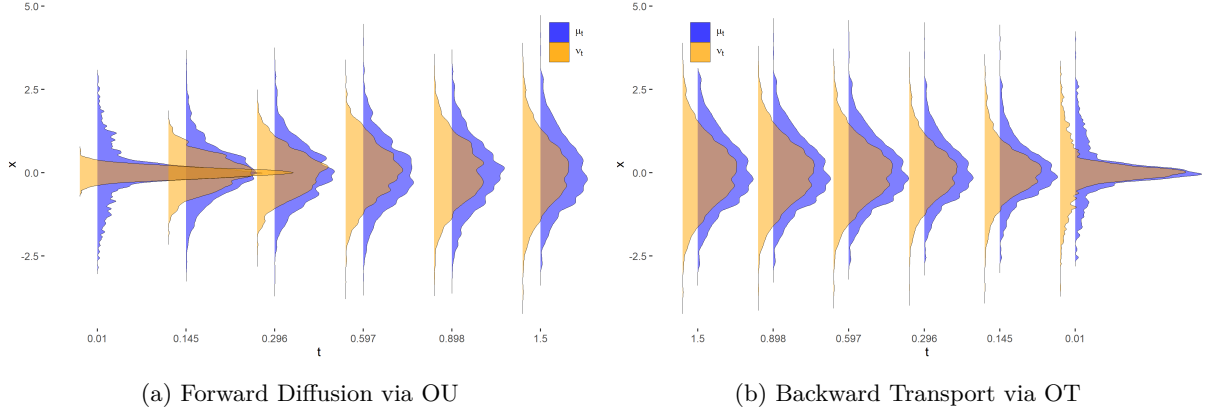 5.0
2.5
0.0
-2.5
x
μt
νt
0.01 0.145 0.296 0.597 0.898 1.5
t
(a) Forward Diffusion via OU
x
μt
νt
1.5 0.898 0.597 0.296 0.145 0.01
t
5.0
2.5
0.0
-2.5
(b) Backward Transport via OT